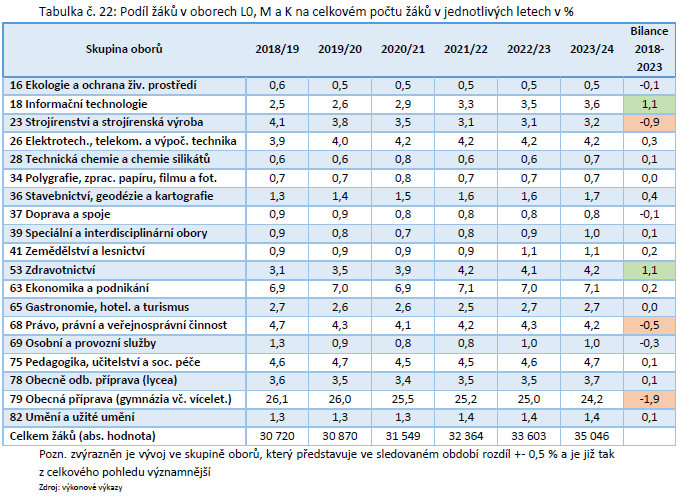 Tabulka č. 22: Podíl žáků v oborech L0, M a K na celkovém počtu žáků v jednotlivých letech v %
Skupina oborů 2018/19 2019/20 2020/21 2021/22 2022/23 2023/24 Bilance 2018-2023
16 Ekologie a ochrana živ. prostředí 0,6 0,5 0,5 0,5 0,5 0,5 -0,1
18 Informační technologie 2,5 2,6 2,9 3,3 3,5 3,6 1,1
23 Strojírenství a strojírenská výroba 4,1 3,8 3,5 3,1 3,1 3,2 -0,9
26 Elektrotech., telekom. a výpoč. technika 3,9 4,0 4,2 4,2 4,2 4,2 0,3
28 Technická chemie a chemie silikátů 0,6 0,6 0,8 0,6 0,6 0,7 0,1
34 Polygrafie, zprac. papíru, filmu a fot. 0,7 0,7 0,8 0,7 0,7 0,7 0,0
36 Stavebnictví, geodézie a kartografie 1,3 1,4 1,5 1,6 1,6 1,7 0,4
37 Doprava a spoje 0,9 0,9 0,8 0,8 0,8 0,8 -0,1
39 Speciální a interdisciplinární obory 0,9 0,8 0,7 0,8 0,9 1,0 0,1
41 Zemědělství a lesnictví 0,9 0,9 0,9 0,9 1,1 1,1 0,2
53 Zdravotnictví 3,1 3,5 3,9 4,2 4,1 4,2 1,1
63 Ekonomika a podnikání 6,9 7,0 6,9 7,1 7,0 7,1 0,2
65 Gastronomie, hotel. a turismus 2,7 2,6 2,6 2,5 2,7 2,7 0,0
68 Právo, právní a veřejnosprávní činnost 4,7 4,3 4,1 4,2 4,3 4,2 -0,5
69 Osobní a provozní služby 1,3 0,9 0,8 0,8 1,0 1,0 -0,3
75 Pedagogika, učitelství a soc. péče 4,6 4,7 4,5 4,5 4,6 4,7 0,1
78 Obecně odb. příprava (lycea) 3,6 3,5 3,4 3,5 3,5 3,7 0,1
79 Obecná příprava (gymnázia vč. vícelet.) 26,1 26,0 25,5 25,2 25,0 24,2 -1,9
82 Umění a užité umění 1,3 1,3 1,3 1,4 1,4 1,4 0,1
Celkem žáků (abs. hodnota) 30 720 30 870 31 549 32 364 33 603 35 046
Pozn. zvýrazněn je vývoj ve skupině oborů, který představuje ve sledovaném období rozdíl +- 0,5 % a je již tak
z celkového pohledu významnější
Zdroj: výkonové výkazy